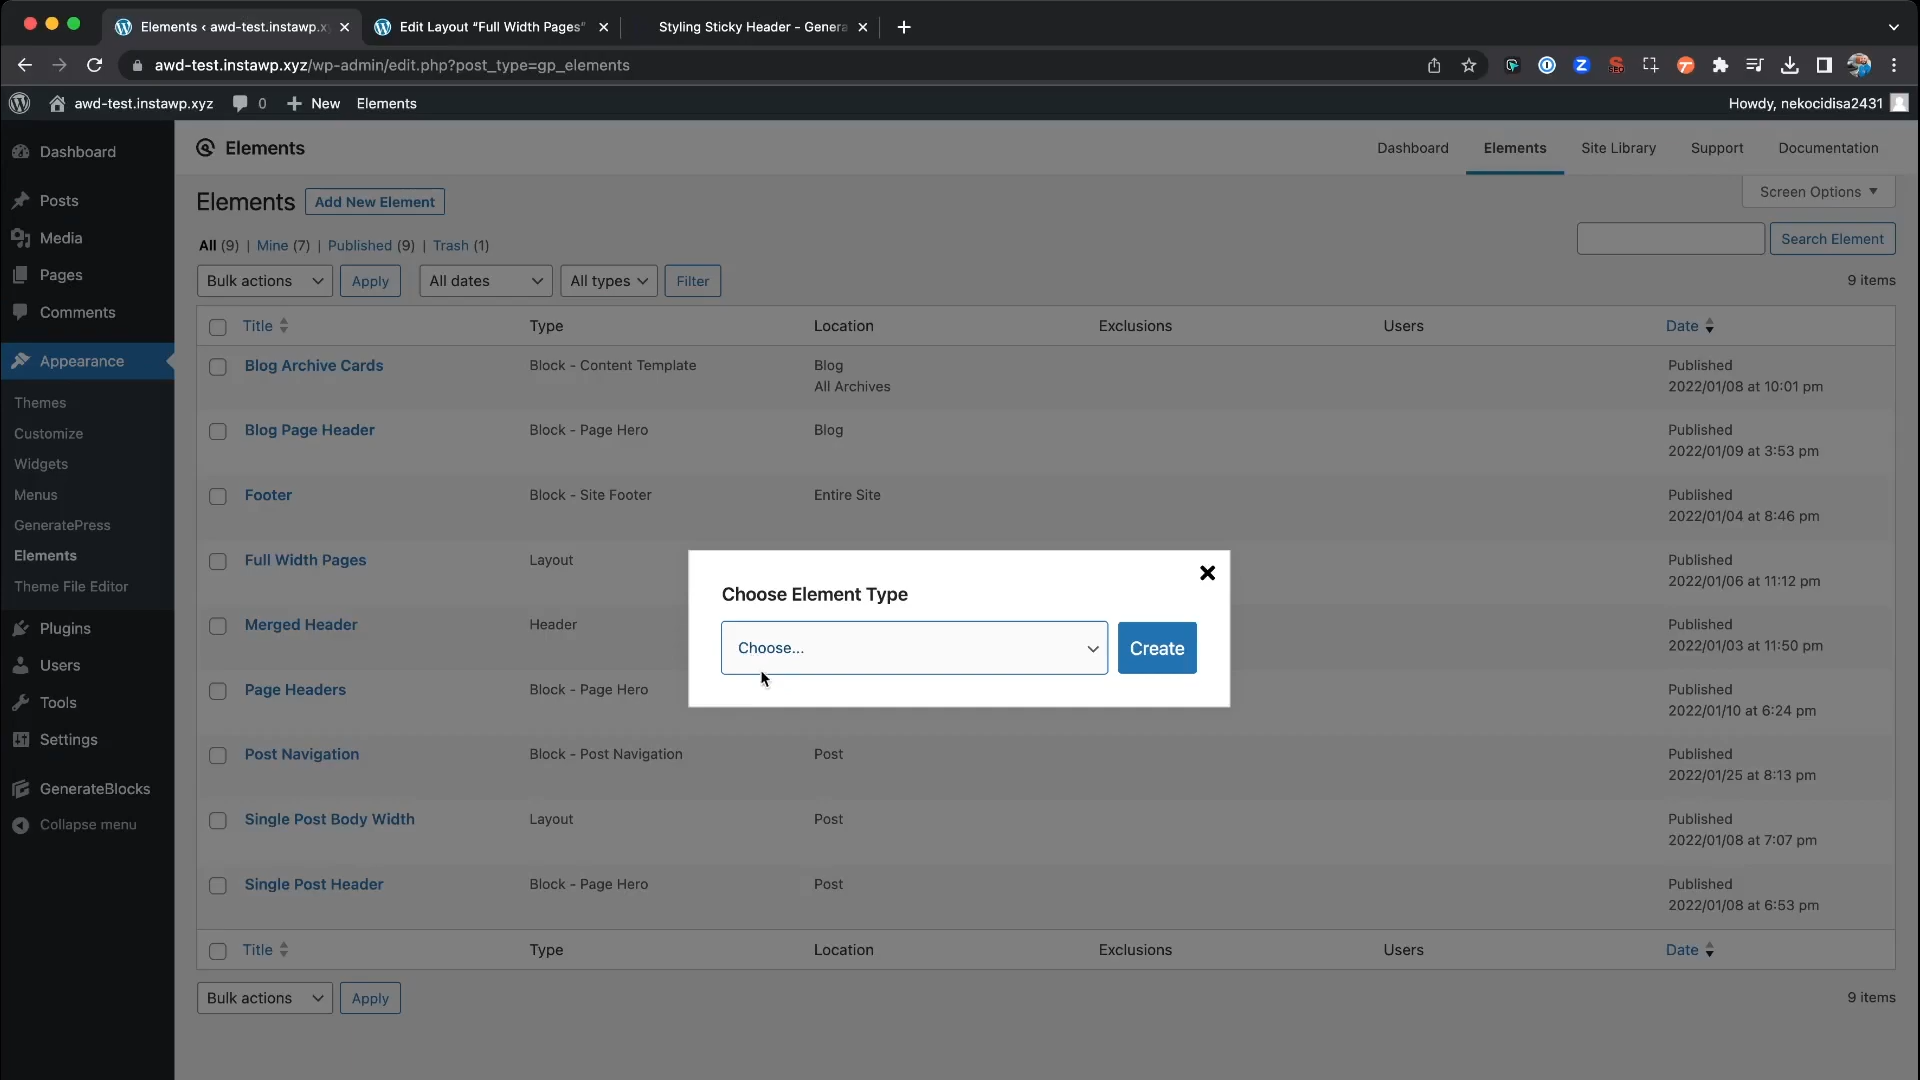 Elements ‹ awd-test.instawp.x
Edit Layout “Full Width Pages”
Styling Sticky Header - Genera
awd-test.instawp.xyz/wp-admin/edit.php?post_type=gp_elements
awd-test.instawp.xyz
0
New
Elements
Howdy, nekocidisa2431
Dashboard
Posts
Media
Pages
Comments
Appearance
Themes
Customize
Widgets
Menus
GeneratePress
Elements
Theme File Editor
Plugins
Users
Tools
Settings
GenerateBlocks
Collapse menu
Elements
Dashboard
Elements
Site Library
Support
Documentation
Screen Options
Elements
Add New Element
All (9) | Mine (7) | Published (9) | Trash (1)
Search Element
Bulk actions
Apply
All dates
All types
Filter
9 items
Title Type Location Exclusions Users Date
Blog Archive Cards Block - Content Template Blog Published
All Archives 2022/01/08 at 10:01 pm
Blog Page Header Block - Page Hero Blog Published
2022/01/09 at 3:53 pm
Footer Block - Site Footer Entire Site Published
2022/01/04 at 8:46 pm
Full Width Pages Layout Published
2022/01/06 at 11:12 pm
Merged Header Header Published
2022/01/03 at 11:50 pm
Page Headers Block - Page Hero Published
2022/01/10 at 6:24 pm
Post Navigation Block - Post Navigation Post Published
2022/01/25 at 8:13 pm
Single Post Body Width Layout Post Published
2022/01/08 at 7:07 pm
Single Post Header Block - Page Hero Post Published
2022/01/08 at 6:53 pm
Title Type Location Exclusions Users Date
Bulk actions
Apply
9 items
Choose Element Type
Choose...
Create